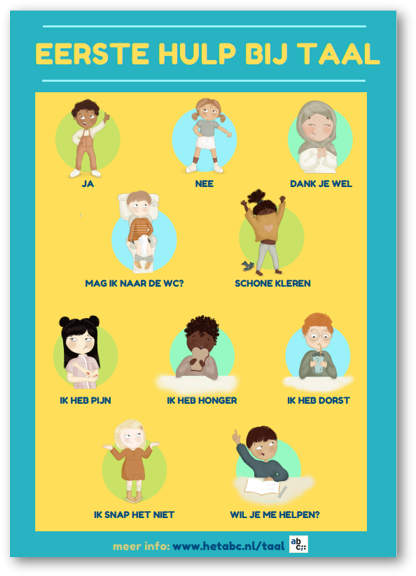 EERSTE HULP BIJ TAAL
JA
NEE
DANK JE WEL
MAG IK NAAR DE WC?
SCHONE KLEREN
IK HEB PIJN
IK HEB HONGER
IK HEB DORST
IK SNAP HET NIET
WIL JE ME HELPEN?
meer info: www.hetabc.nl/taal
ab
c;: